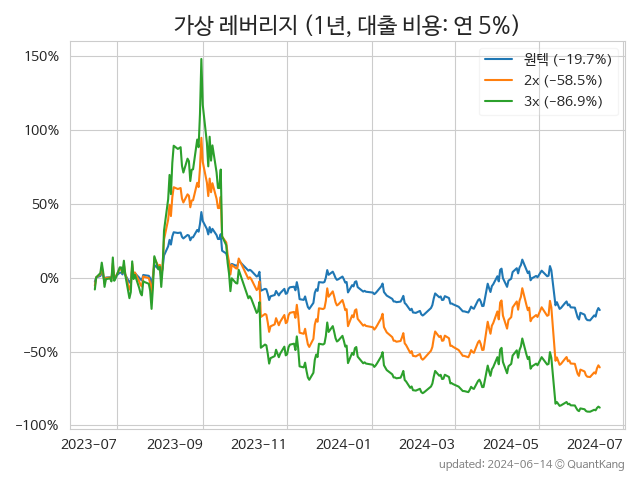 가상 레버리지 (1년, 대출 비용: 연 5%)
150%
100%
50%
0%
−50%
−100%
원텍 (−19.7%)
2x (−58.5%)
3x (−86.9%)
2023-07
2023-09
2023-11
2024-01
2024-03
2024-05
2024-07
updated: 2024-06-14 © QuantKang